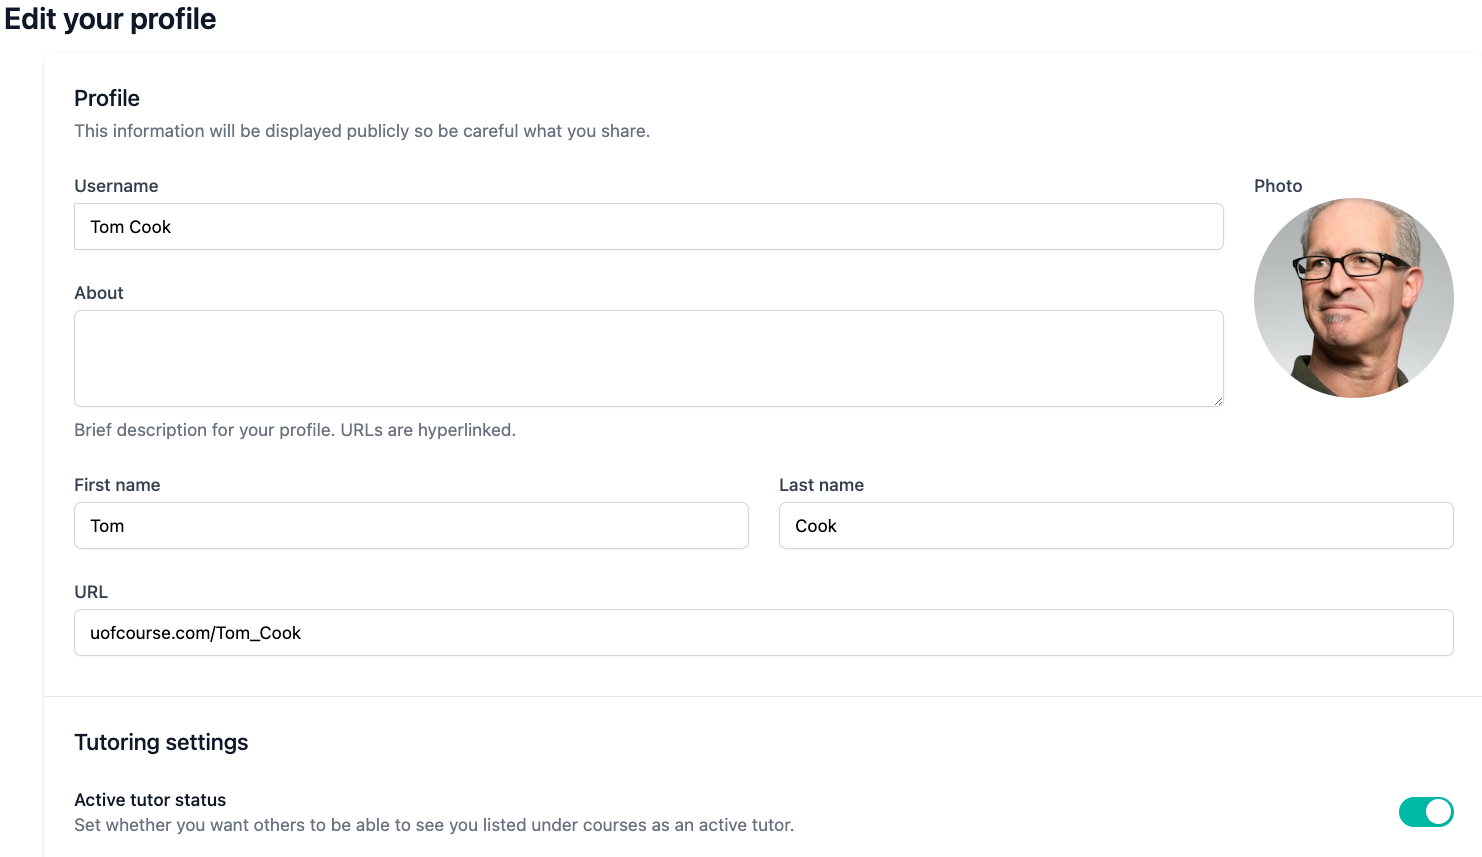 Edit your profile
Profile
This information will be displayed publicly so be careful what you share.
Username
Photo
Tom Cook
About
Brief description for your profile. URLs are hyperlinked.
First name
Last name
Tom
Cook
URL
uofcourse.com/Tom_Cook
Tutoring settings
Active tutor status
Set whether you want others to be able to see you listed under courses as an active tutor.